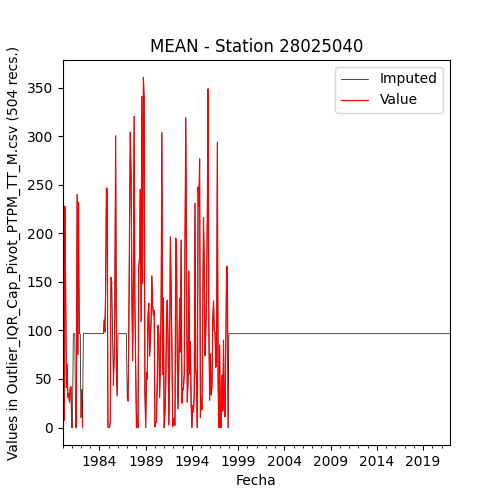 MEAN - Station 28025040
Imputed
Value
Values in Outlier_IQR_Cap_Pivot_PTPM_TT_M.csv (504 recs.)
350
300
250
200
150
100
50
0
1984 1989 1994 1999 2004 2009 2014 2019
Fecha